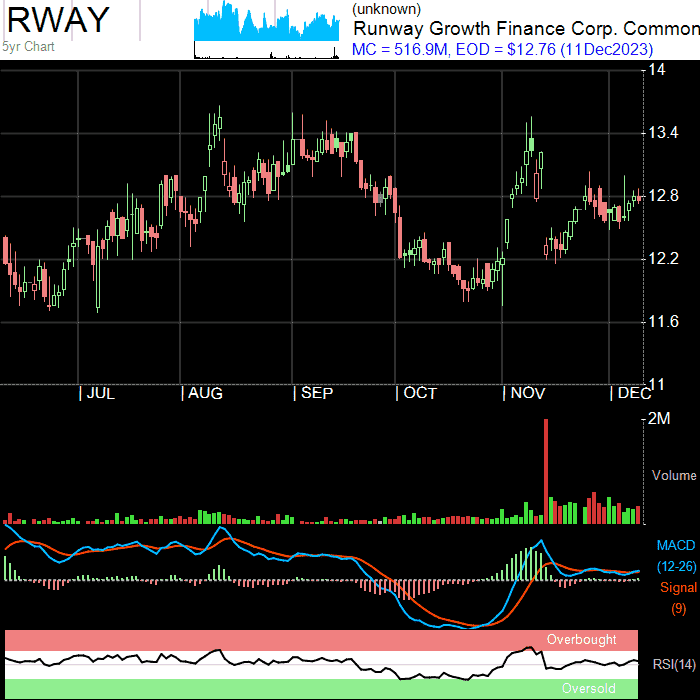 RWAY
5yr Chart
(unknown)
Runway Growth Finance Corp. Common
MC = 516.9M, EOD = $12.76 (11Dec2023)
14
13.4
12.8
12.2
11.6
11
| JUL
| AUG
| SEP
| OCT
| NOV
| DEC
2M
Volume
MACD
(12-26)
Signal
(9)
Overbought
RSI(14)
Oversold